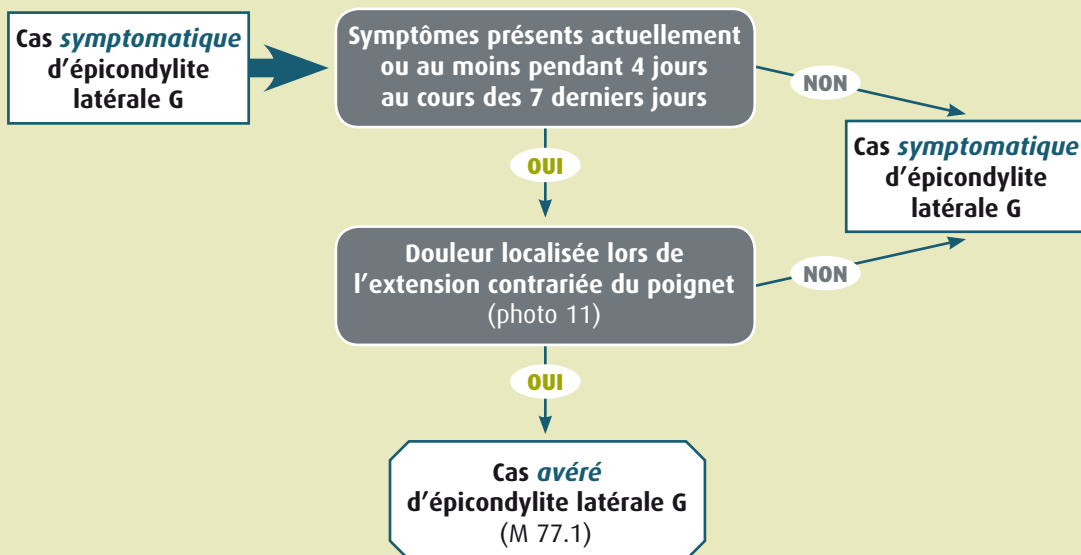 Cas symptomatique
d'épicondylite
latérale G
Symptômes présents actuellement
ou au moins pendant 4 jours
au cours des 7 derniers jours
NON
OUI
Cas symptomatique
d'épicondylite
latérale G
Douleur localisée lors de
l'extension contrariée du poignet
(photo 11)
NON
OUI
Cas avéré
d'épicondylite latérale G
(M 77.1)